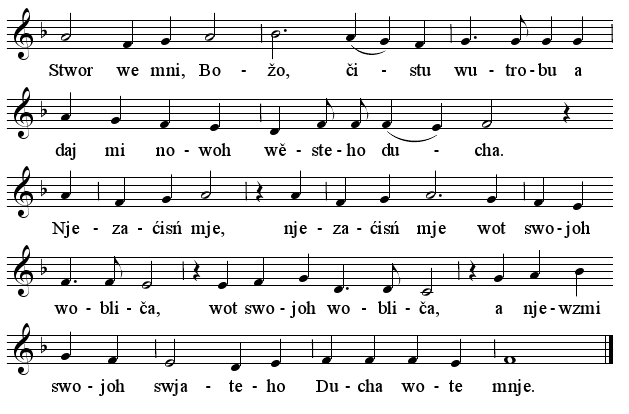 Stwor we mni, Bo - žo, či - stu wu - tro - bu a
daj mi no - woh wě - ste - ho du - cha.
Nje - za - ćisń mje, nje - za - ćisń mje wot swo - joh
wo - bli - ča, wot swo - joh wo - bli - ča, a nje - wzmi
swo - joh swja - te - ho Du - cha wo - te mnje.